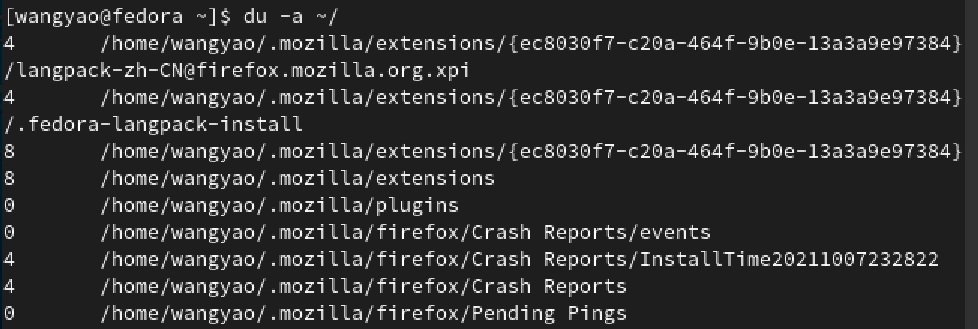 [wangyao@fedora ~]$ du -a ~/
4       /home/wangyao/.mozilla/extensions/{ec8030f7-c20a-464f-9b0e-13a3a9e97384}
/langpack-zh-CN@firefox.mozilla.org.xpi
4       /home/wangyao/.mozilla/extensions/{ec8030f7-c20a-464f-9b0e-13a3a9e97384}
/.fedora-langpack-install
8       /home/wangyao/.mozilla/extensions/{ec8030f7-c20a-464f-9b0e-13a3a9e97384}
8       /home/wangyao/.mozilla/extensions
0       /home/wangyao/.mozilla/plugins
0       /home/wangyao/.mozilla/firefox/Crash Reports/events
4       /home/wangyao/.mozilla/firefox/Crash Reports/InstallTime20211007232822
4       /home/wangyao/.mozilla/firefox/Crash Reports
0       /home/wangyao/.mozilla/firefox/Pending Pings